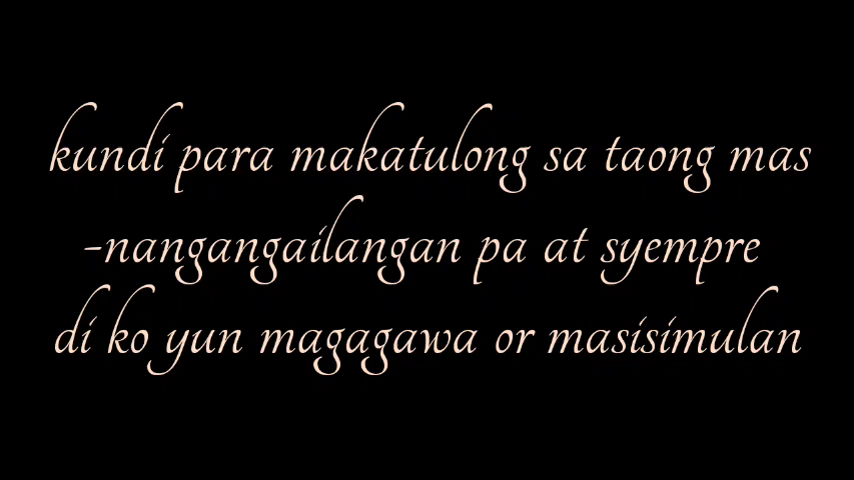 kundi para makatulong sa taong mas
-nangangailangan pa at syempre
di ko yun magagawa or masisimulan